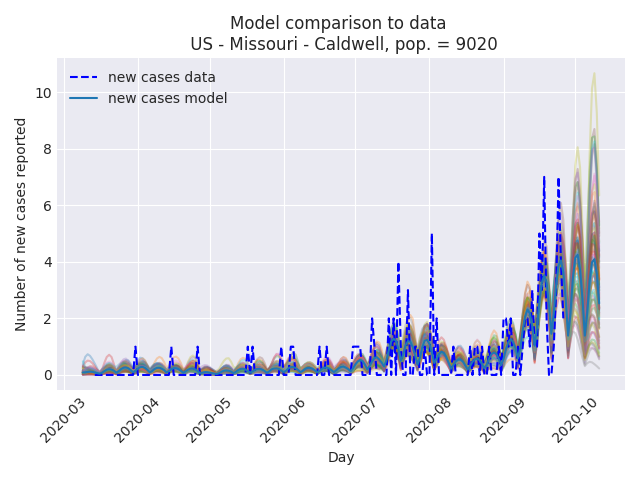 Model comparison to data
US - Missouri - Caldwell, pop. = 9020
new cases data
new cases model
Number of new cases reported
10
8
6
4
2
0
2020-03
2020-04
2020-05
2020-06
2020-07
2020-08
2020-09
2020-10
Day